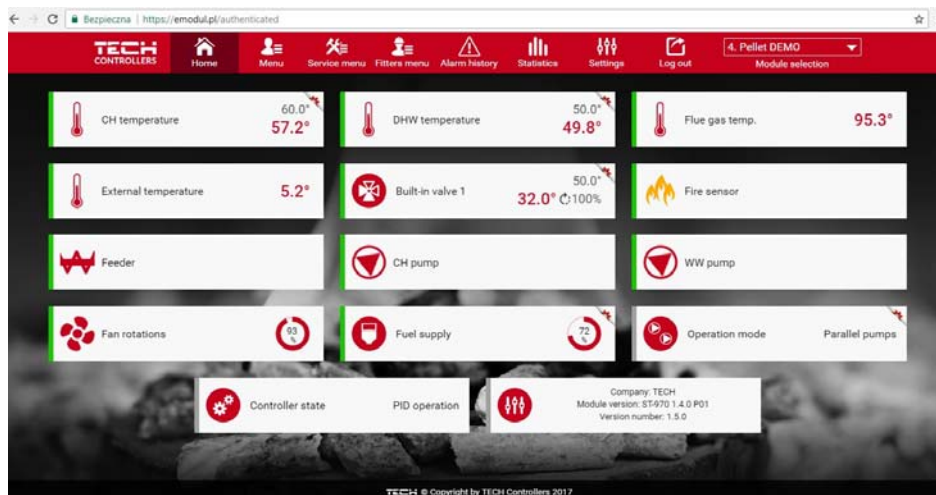 Bezpieczna | https://emodul.pl/authenticated
TECH
CONTROLLERS
Home
Menu
Service menu
Fitters menu
Alarm history
Statistics
Settings
Log out
4. Pellet DEMO
Module selection
CH temperature
60.0°
57.2°
DHW temperature
50.0°
49.8°
Flue gas temp.
95.3°
External temperature
5.2°
Built-in valve 1
50.0°
32.0° 100%
Fire sensor
Feeder
CH pump
WW pump
Fan rotations
93
%
Fuel supply
72
%
Operation mode
Parallel pumps
Controller state
PID operation
Company: TECH
Module version: ST-970 1.4.0 P01
Version number: 1.5.0
TECH © Copyright by TECH Controllers 2017